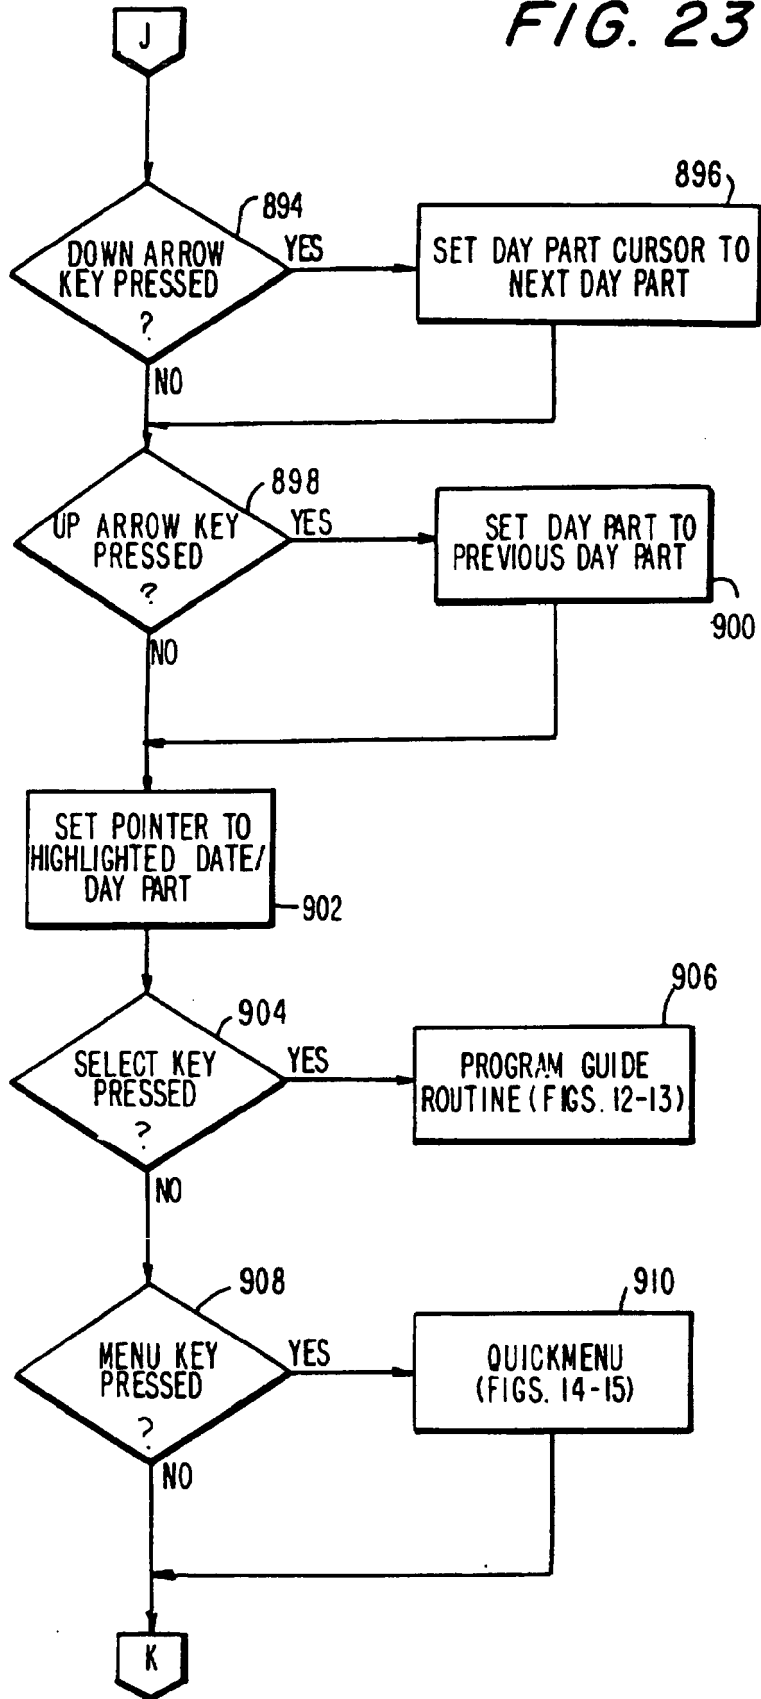 FIG. 23
J
894
896
DOWN ARROW
KEY PRESSED
?
YES
SET DAY PART CURSOR TO
NEXT DAY PART
NO
898
UP ARROW KEY
PRESSED
?
YES
SET DAY PART TO
PREVIOUS DAY PART
900
NO
SET POINTER TO
HIGHLIGHTED DATE/
DAY PART
902
904
906
SELECT KEY
PRESSED
?
YES
PROGRAM GUIDE
ROUTINE (FIGS. 12-13)
NO
908
910
MENU KEY
PRESSED
?
YES
QUICKMENU
(FIGS. 14-15)
NO
K